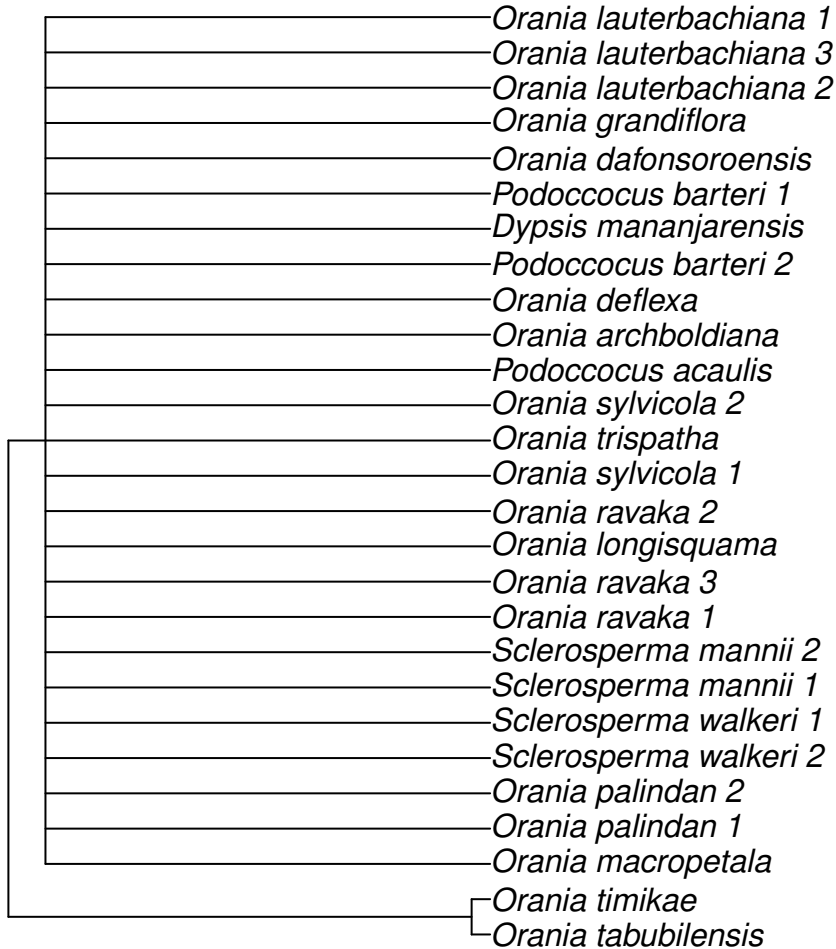 Orania lauterbachiana 1
Orania lauterbachiana 3
Orania lauterbachiana 2
Orania grandiflora
Orania dafonsoroensis
Podoccocus barteri 1
Dypsis mananjarensis
Podoccocus barteri 2
Orania deflexa
Orania archboldiana
Podoccocus acaulis
Orania sylvicola 2
Orania trispatha
Orania sylvicola 1
Orania ravaka 2
Orania longisquama
Orania ravaka 3
Orania ravaka 1
Sclerosperma mannii 2
Sclerosperma mannii 1
Sclerosperma walkeri 1
Sclerosperma walkeri 2
Orania palindan 2
Orania palindan 1
Orania macropetala
Orania timikae
Orania tabubilensis